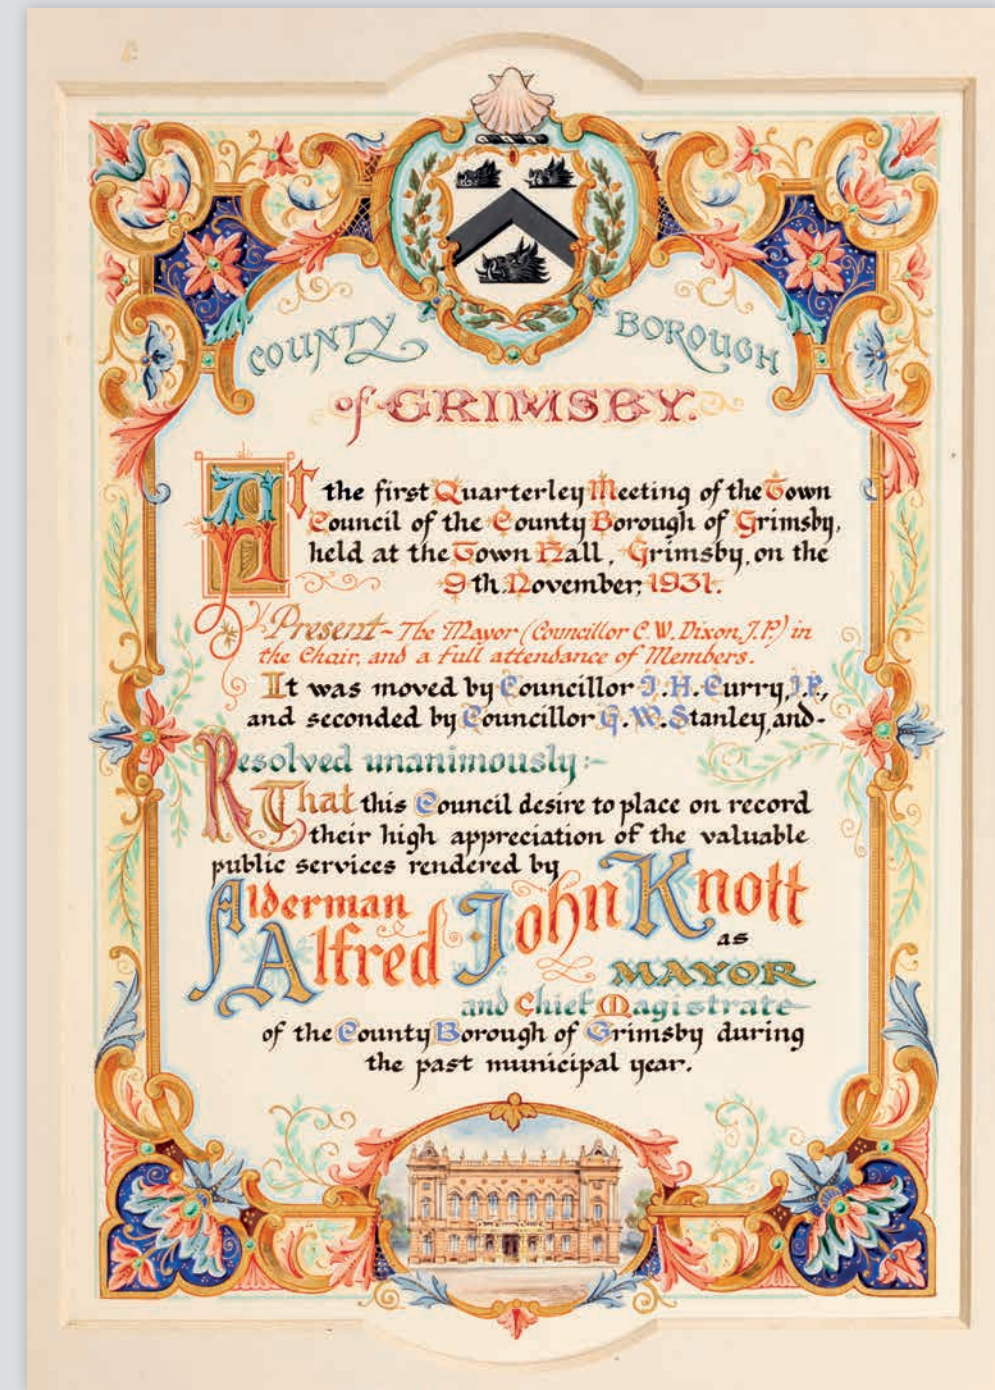 COUNTY BOROUGH
of GRIMSBY.
At the first Quarterley Meeting of the Town
Council of the County Borough of Grimsby,
held at the Town Hall, Grimsby, on the
9th. November, 1931.
Present - The Mayor (Councillor C. W. Dixon, J.P.) in
the Chair, and a full attendance of Members.
It was moved by Councillor J. H. Curry, J.P.,
and seconded by Councillor G. W. Stanley, and-
Resolved unanimously:-
That this Council desire to place on record
their high appreciation of the valuable
public services rendered by
Alderman
Alfred John Knott
as
MAYOR
and Chief Magistrate
of the County Borough of Grimsby during
the past municipal year.